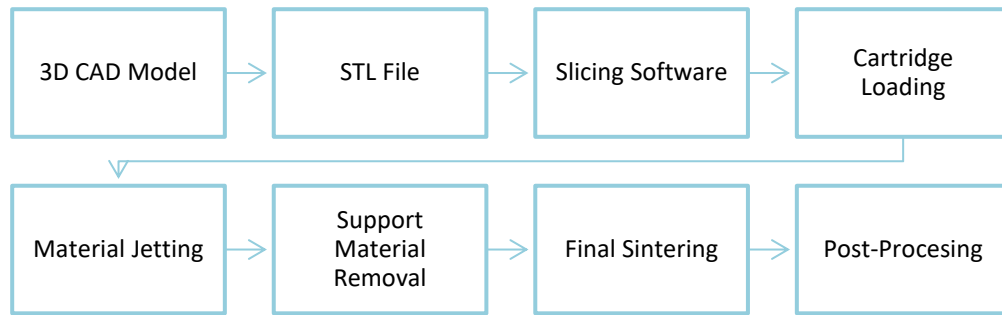 3D CAD Model
STL File
Slicing Software
Cartridge
Loading
Material Jetting
Support
Material
Removal
Final Sintering
Post-Procesing